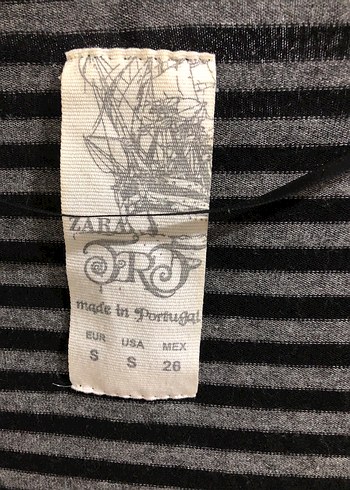 ZARA
TRF
made in Portugal
EUR USA MEX
S S 26